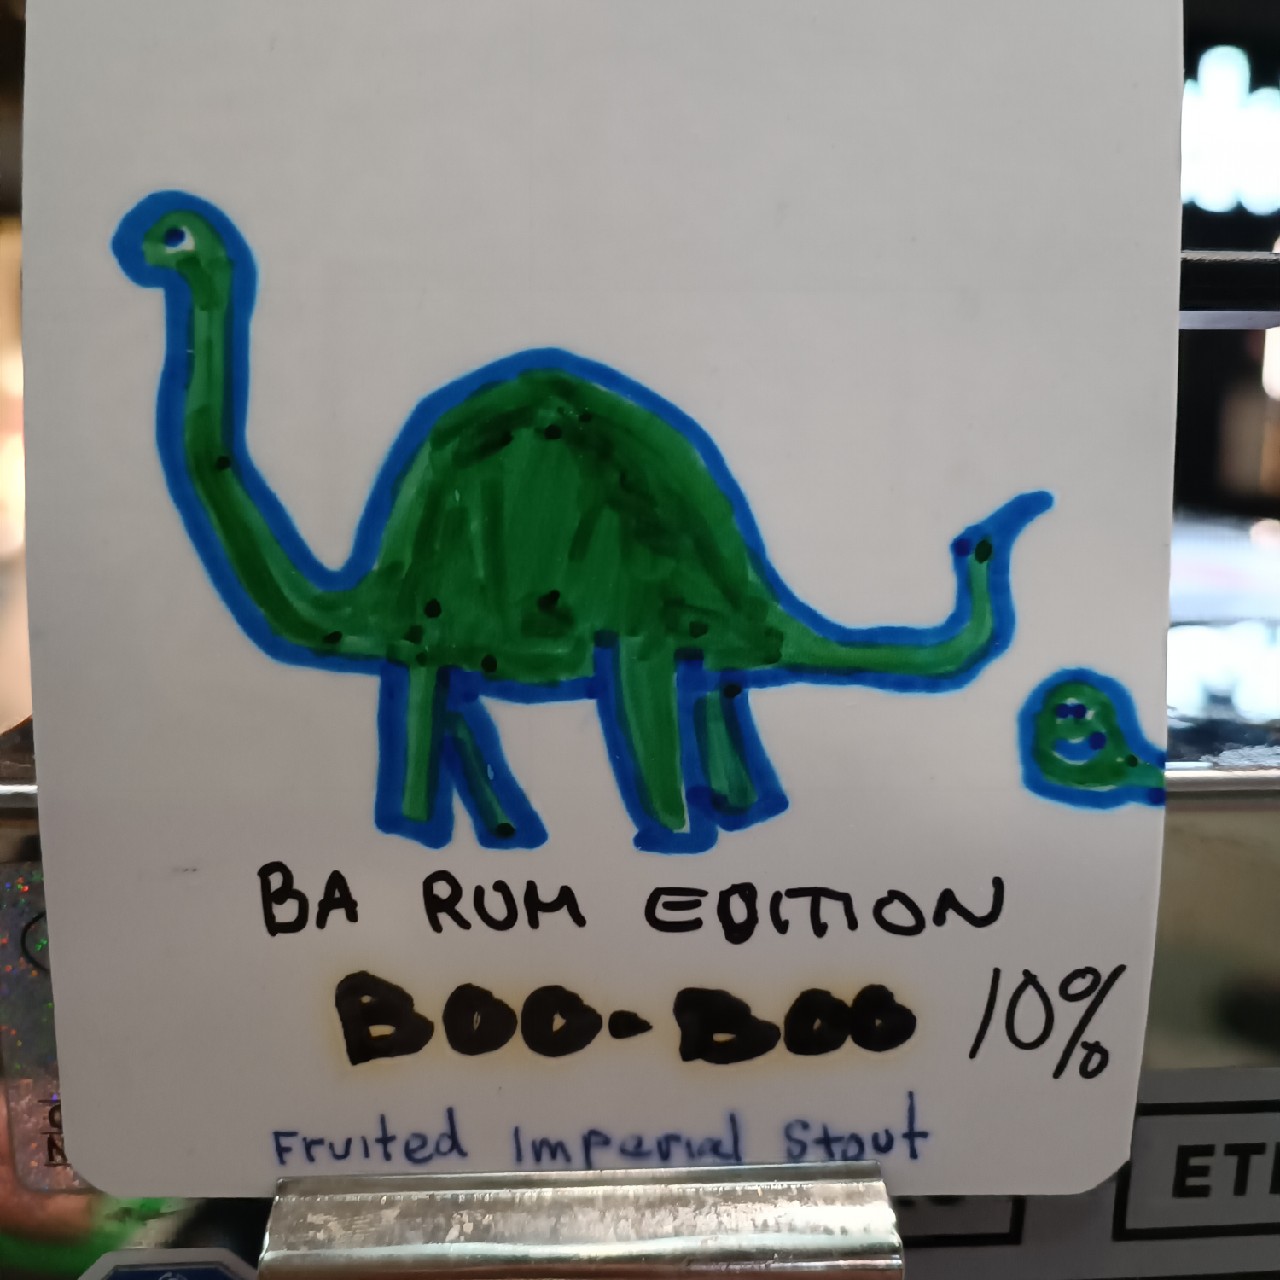 BA RUM EDITION
BOO-BOO 10%
Fruited Imperial Stout